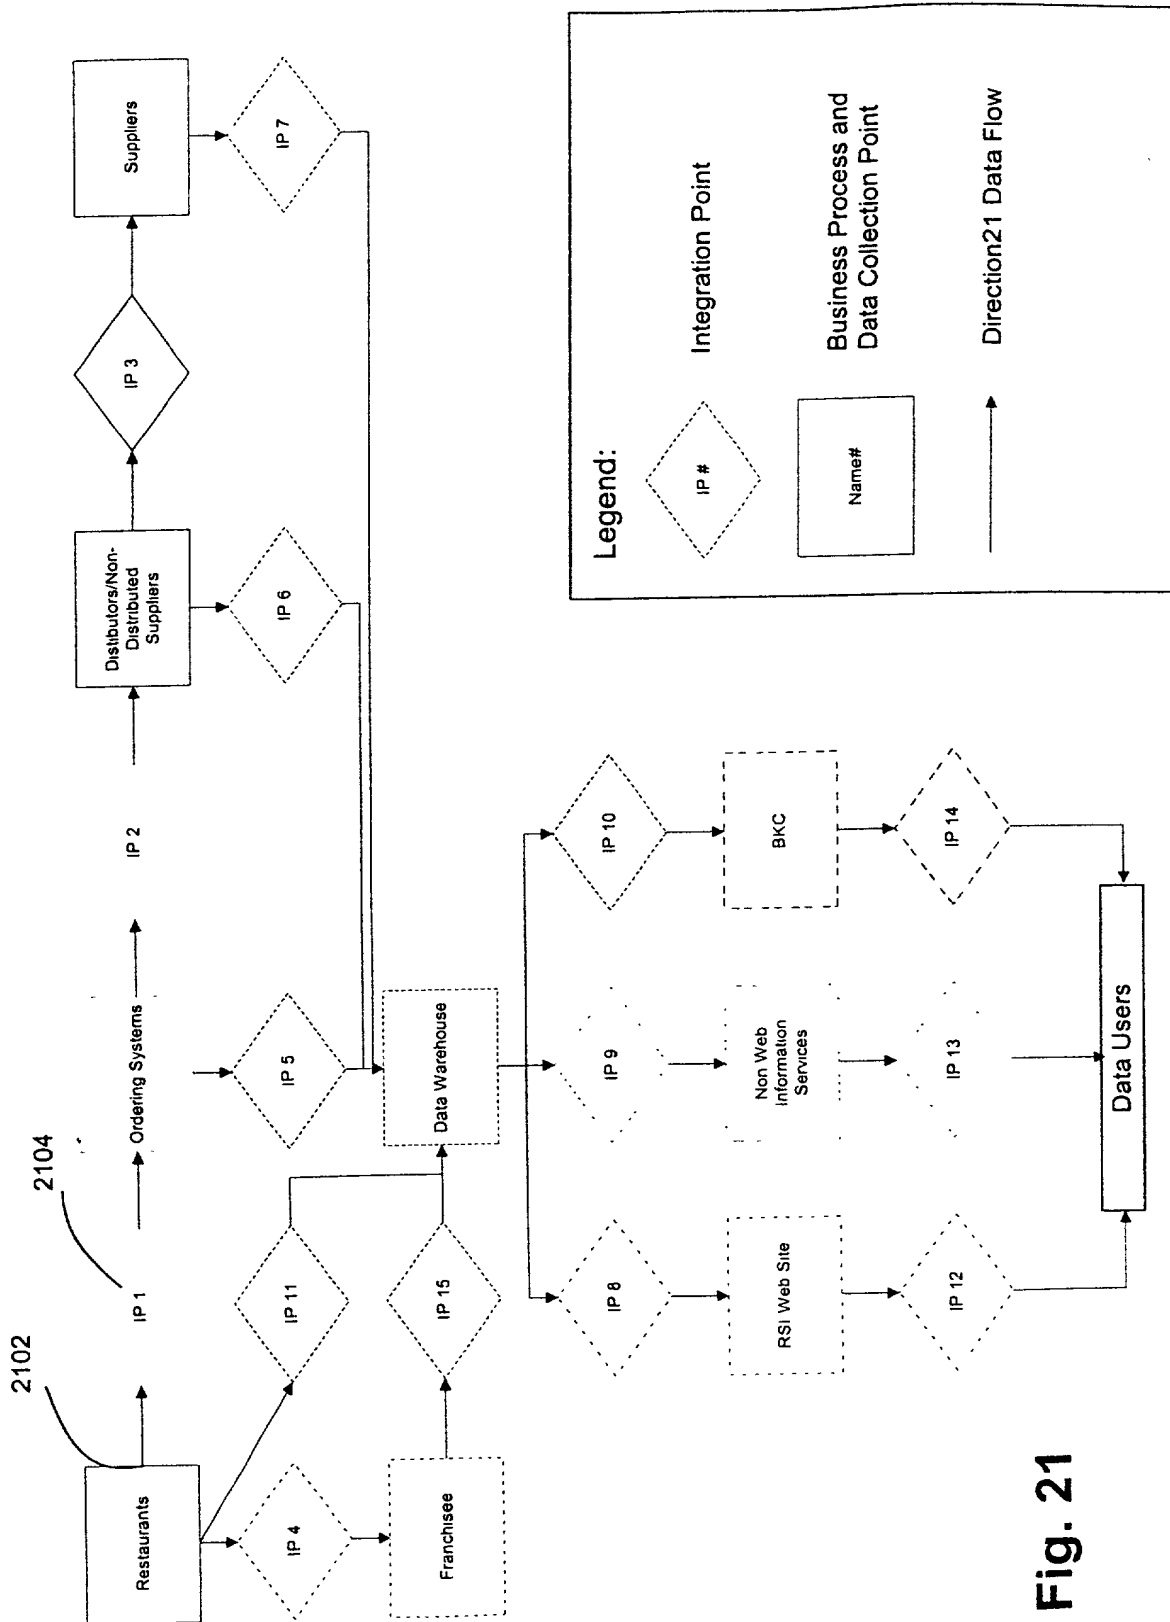 2102
2104
Restaurants
IP 1
Ordering Systems
IP 2
Distibutors/Non-
Distributed
Suppliers
IP 3
Suppliers
IP 4
IP 11
IP 5
IP 6
IP 7
Franchisee
IP 15
Data Warehouse
IP 8
IP 9
IP 10
RSI Web Site
Non Web
Information
Services
BKC
IP 12
IP 13
IP 14
Data Users
Legend:
IP #
Integration Point
Name#
Business Process and
Data Collection Point
Direction21 Data Flow
Fig. 21